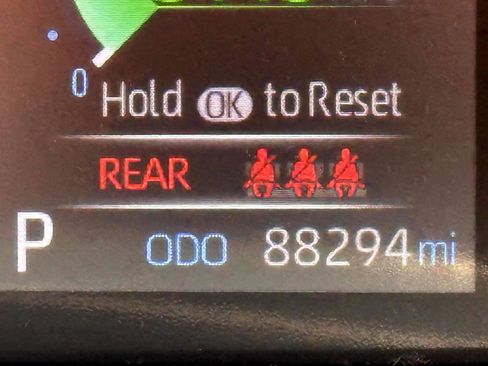 0
Hold OK to Reset
REAR
P ODO 88294 mi